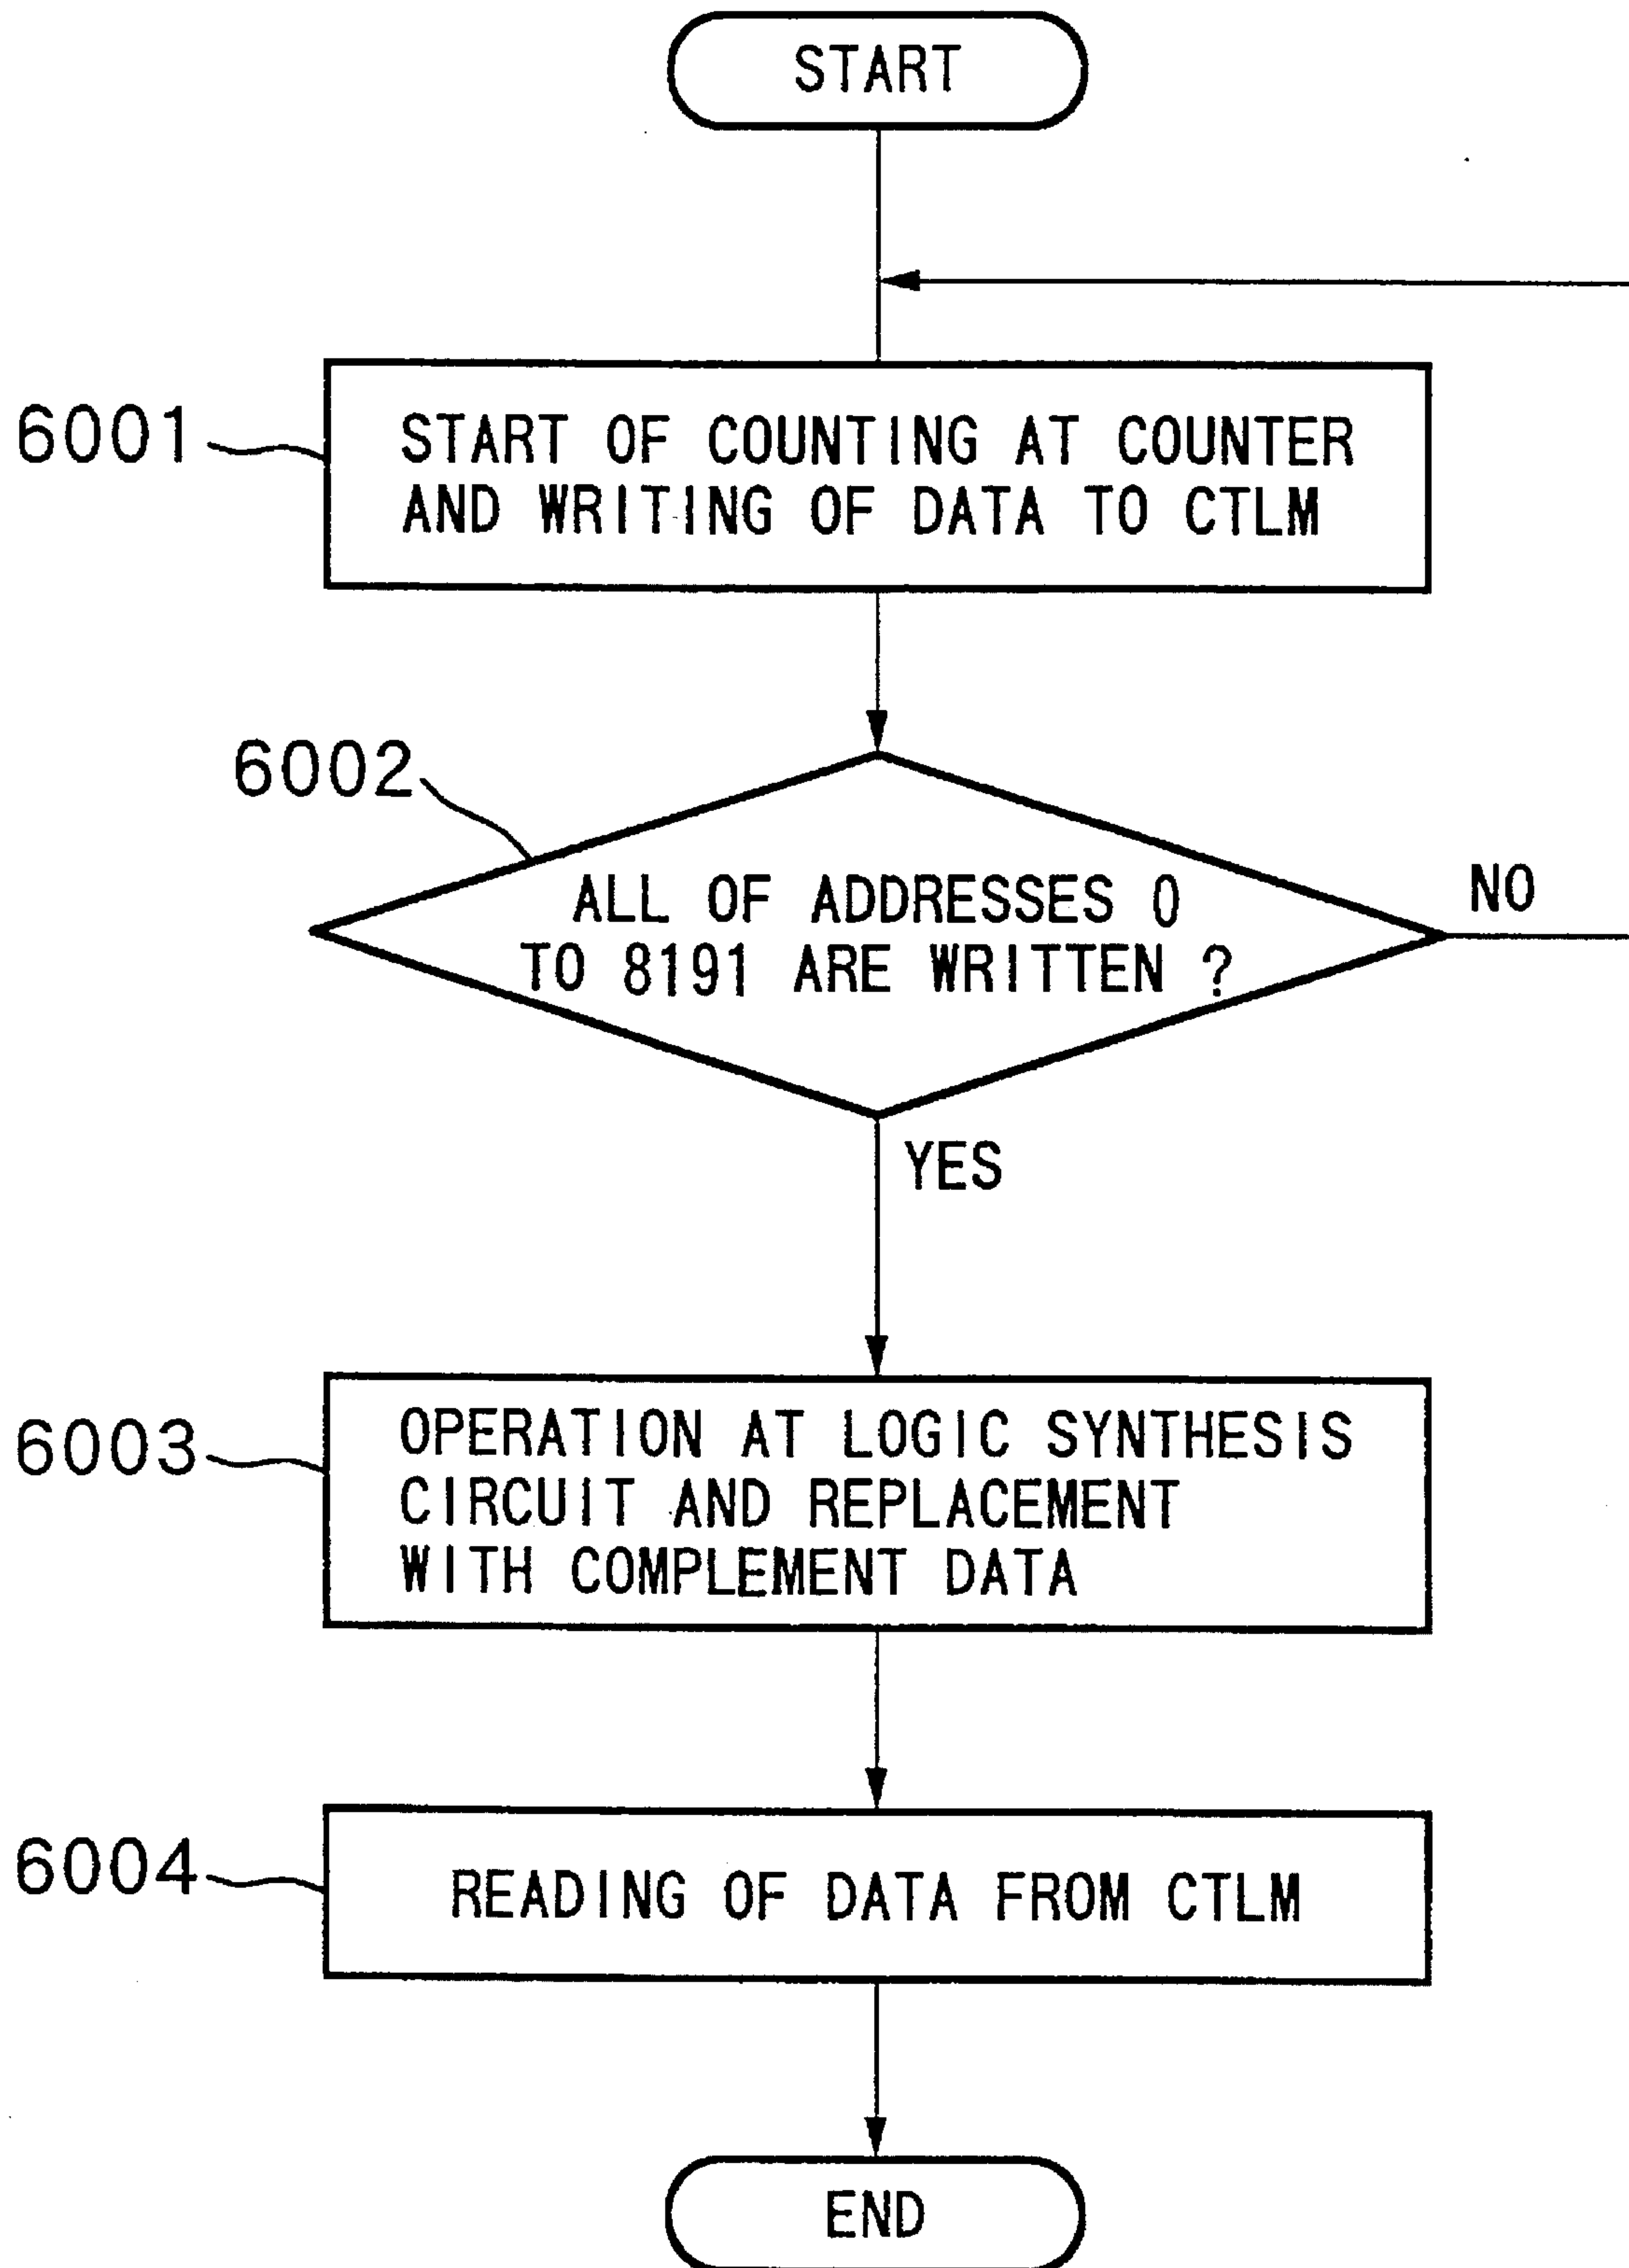 START
6001
START OF COUNTING AT COUNTER
AND WRITING OF DATA TO CTLM
6002
ALL OF ADDRESSES 0
TO 8191 ARE WRITTEN ?
NO
YES
6003
OPERATION AT LOGIC SYNTHESIS
CIRCUIT AND REPLACEMENT
WITH COMPLEMENT DATA
6004
READING OF DATA FROM CTLM
END